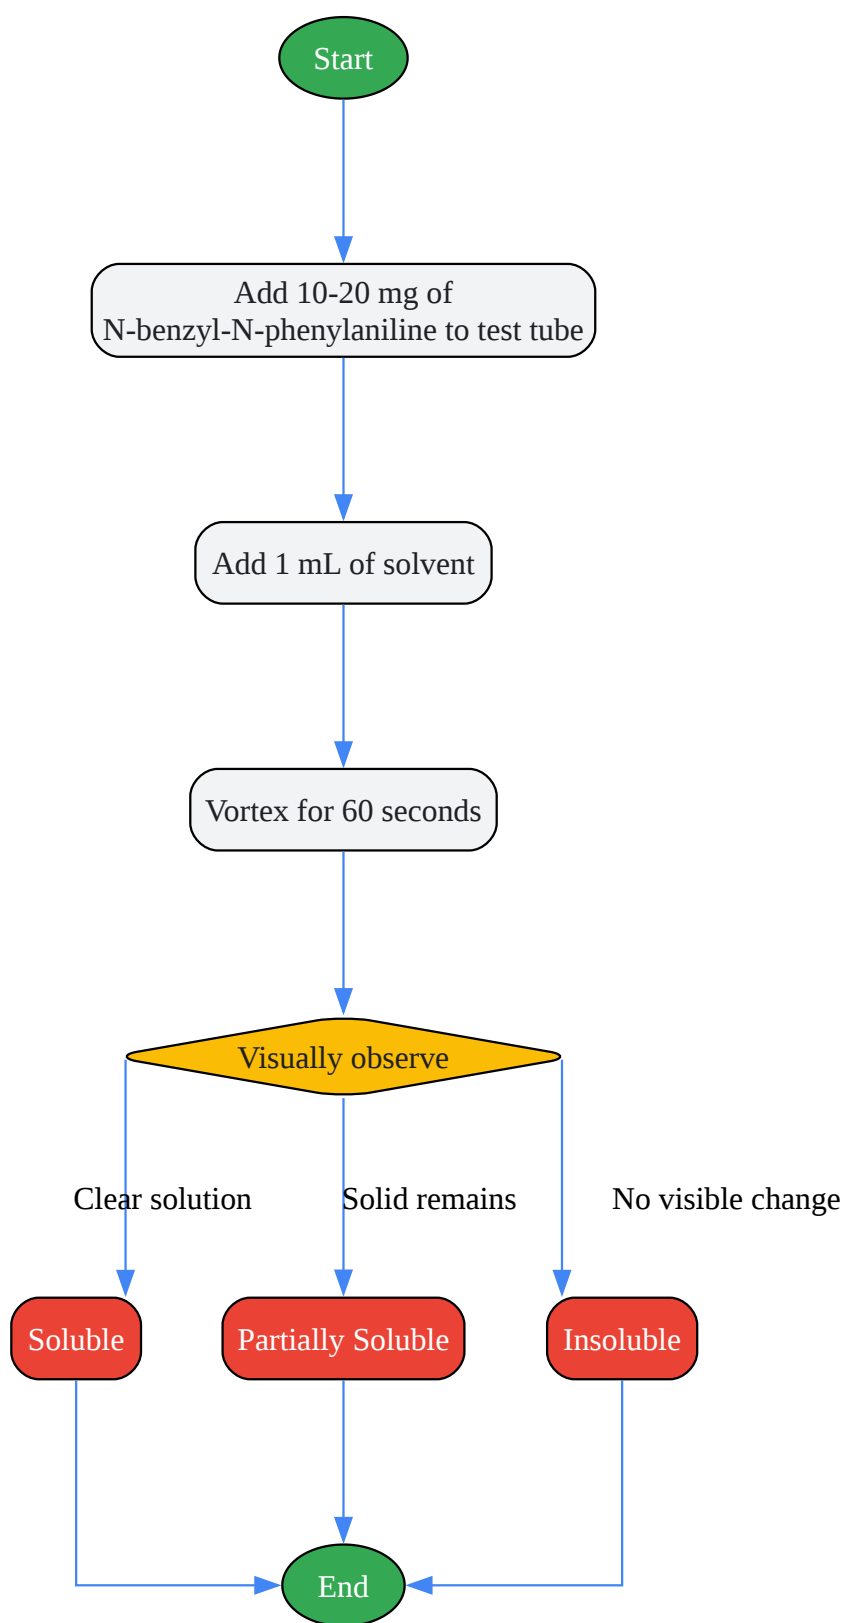 Start
Add 10-20 mg of
N-benzyl-N-phenylaniline to test tube
Add 1 mL of solvent
Vortex for 60 seconds
Visually observe
Clear solution
Solid remains
No visible change
Soluble
Partially Soluble
Insoluble
End